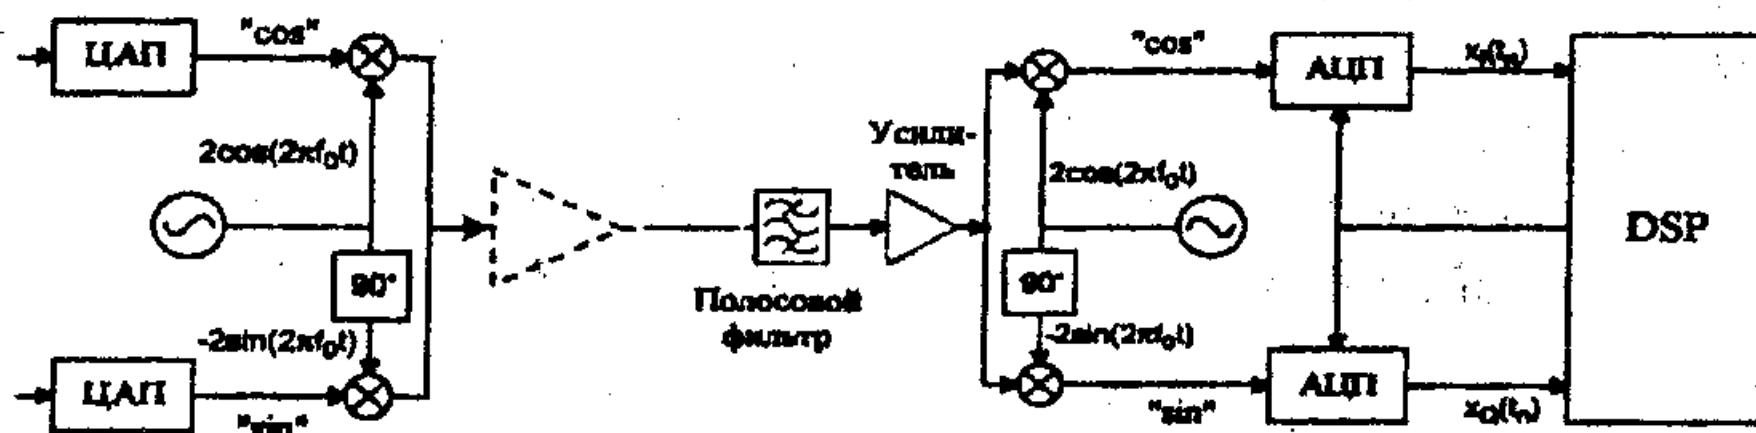 ЦАП
"cos"
2cos(2πf₀t)
90°
-2sin(2πf₀t)
ЦАП
"sin"
Полосовой
фильтр
Усили-
тель
"cos"
2cos(2πf₀t)
90°
-2sin(2πf₀t)
"sin"
АЦП
xᵢ(tₙ)
АЦП
x_Q(tₙ)
DSP